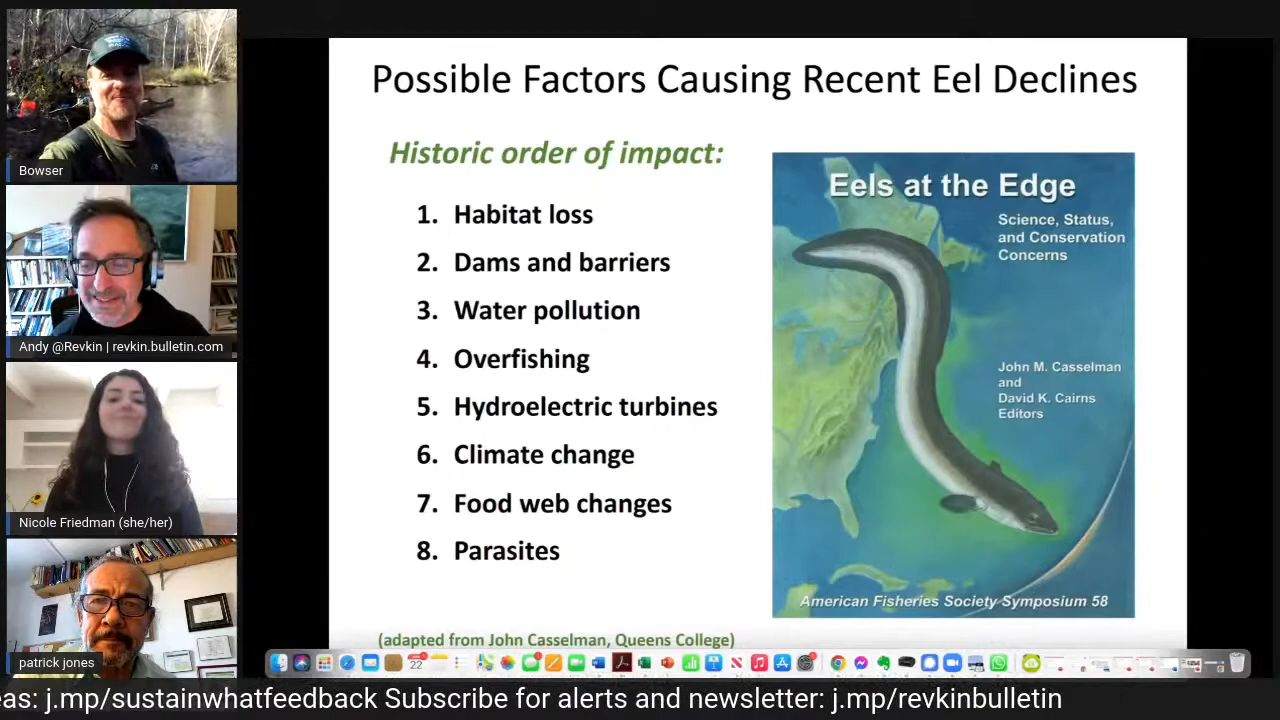 Bowser
Andy @Revkin | revkin.bulletin.com
Nicole Friedman (she/her)
patrick jones
Possible Factors Causing Recent Eel Declines
Historic order of impact:
1. Habitat loss
2. Dams and barriers
3. Water pollution
4. Overfishing
5. Hydroelectric turbines
6. Climate change
7. Food web changes
8. Parasites
(adapted from John Casselman, Queens College)
Eels at the Edge
Science, Status,
and Conservation
Concerns
John M. Casselman
and
David K. Cairns
Editors
American Fisheries Society Symposium 58
22
eas: j.mp/sustainwhatfeedback Subscribe for alerts and newsletter: j.mp/revkinbulletin